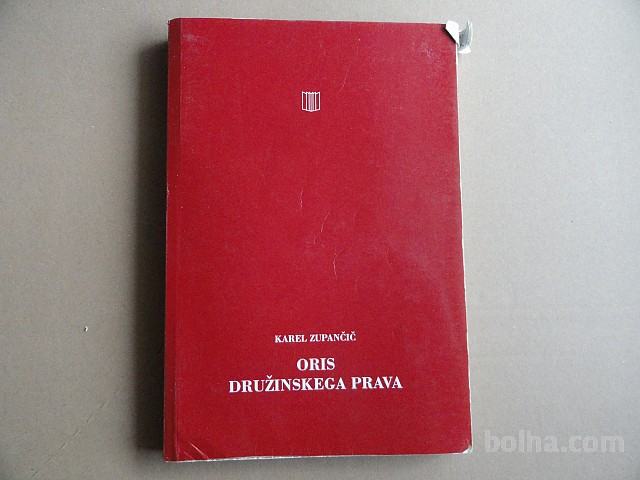 KAREL ZUPANČIČ
ORIS
DRUŽINSKEGA PRAVA
bolha.com